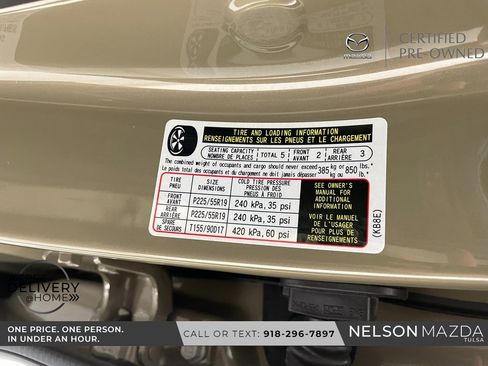 CERTIFIED
PRE-OWNED
mazda
TIRE AND LOADING INFORMATION
RENSEIGNEMENTS SUR LES PNEUS ET LE CHARGEMENT
SEATING CAPACITY
NOMBRE DE PLACES
TOTAL 5
FRONT
AVANT
2
REAR
ARRIÈRE
3
The combined weight of occupants and cargo should never exceed
Le poids total des occupants et du chargement ne doit jamais dépasser
385 kg or 850 lbs.
kg ou lb.
TIRE
PNEU
SIZE
DIMENSIONS
COLD TIRE PRESSURE
PRESSION DES
PNEUS À FROID
FRONT
AVANT
P225/55R19
240 kPa, 35 psi
REAR
ARRIÈRE
P225/55R19
240 kPa, 35 psi
SPARE
DE SECOURS
T155/90D17
420 kPa, 60 psi
SEE OWNER'S
MANUAL FOR
ADDITIONAL
INFORMATION
VOIR LE MANUEL
DE L'USAGER
POUR PLUS DE
RENSEIGNEMENTS
(KB8E)
DELIVERY
@HOME
ONE PRICE. ONE PERSON.
IN UNDER AN HOUR.
CALL OR TEXT: 918-296-7897
NELSON MAZDA
TULSA